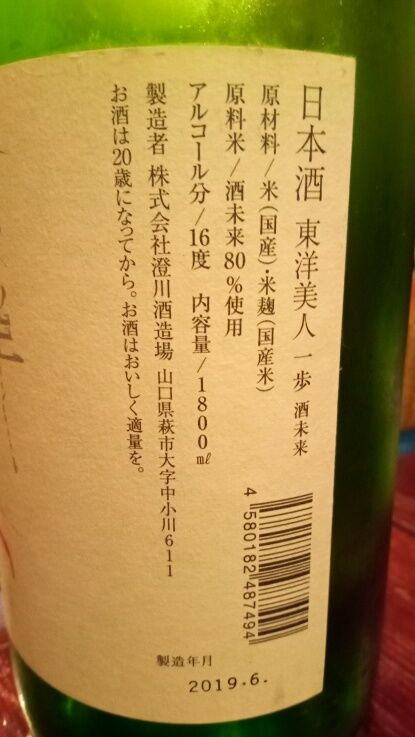 日本酒 東洋美人 一歩 酒未来
原材料/米(国産)・米麹(国産米)
原料米/酒未来80%使用
アルコール分/16度 内容量/1800㎖
製造者 株式会社澄川酒造場 山口県萩市大字中小川611
お酒は20歳になってから。お酒はおいしく適量を。
4 580182 487494
製造年月
2019.6.